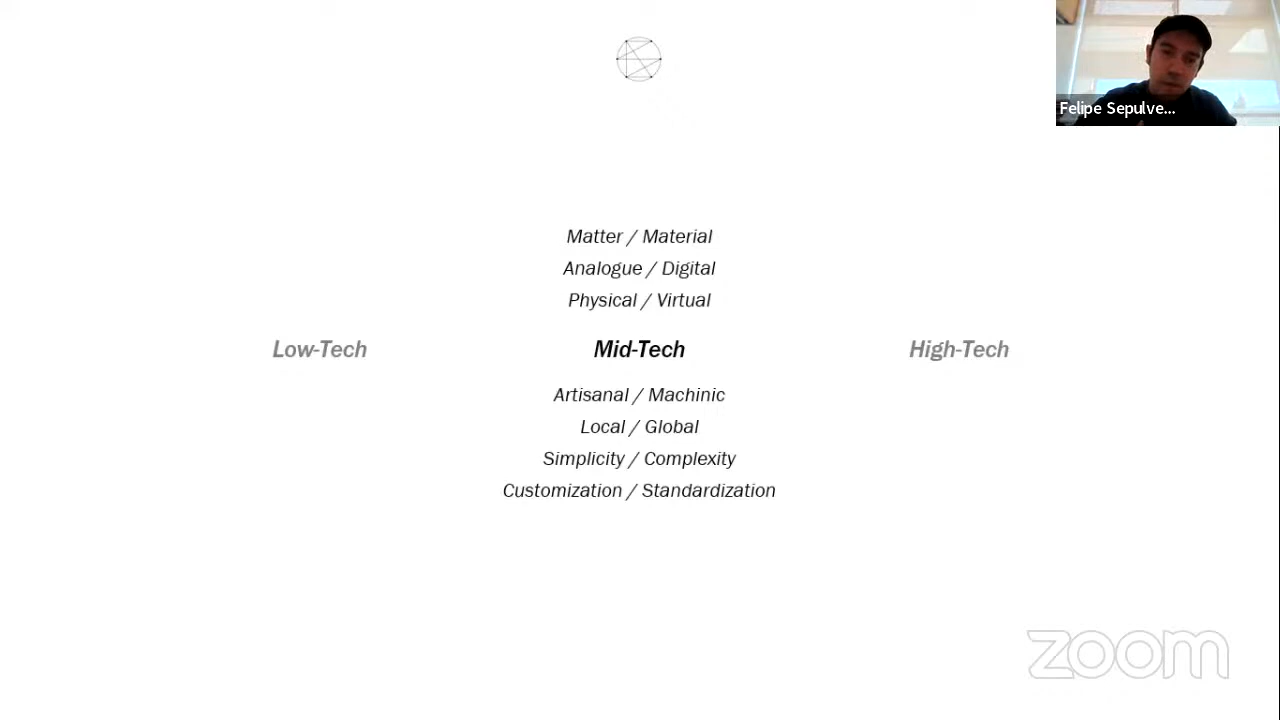 Felipe Sepulve...
Matter / Material
Analogue / Digital
Physical / Virtual
Low-Tech
Mid-Tech
High-Tech
Artisanal / Machinic
Local / Global
Simplicity / Complexity
Customization / Standardization
zoom